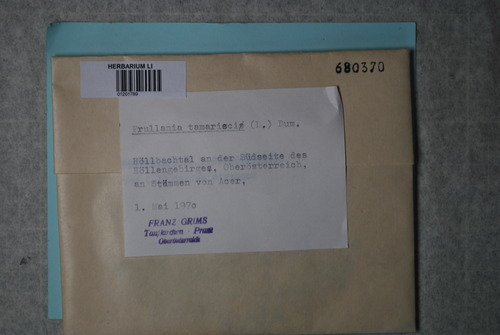 HERBARIUM LI
680370
Frullania tamarisci (L.) Dum.
Höllbachtal an der Südseite des
Höllengebirges, Oberösterreich,
an Stämmen von Acer,
1. Mai 1970
FRANZ GRIMS
Taufkirchen - Pram
Oberösterreich